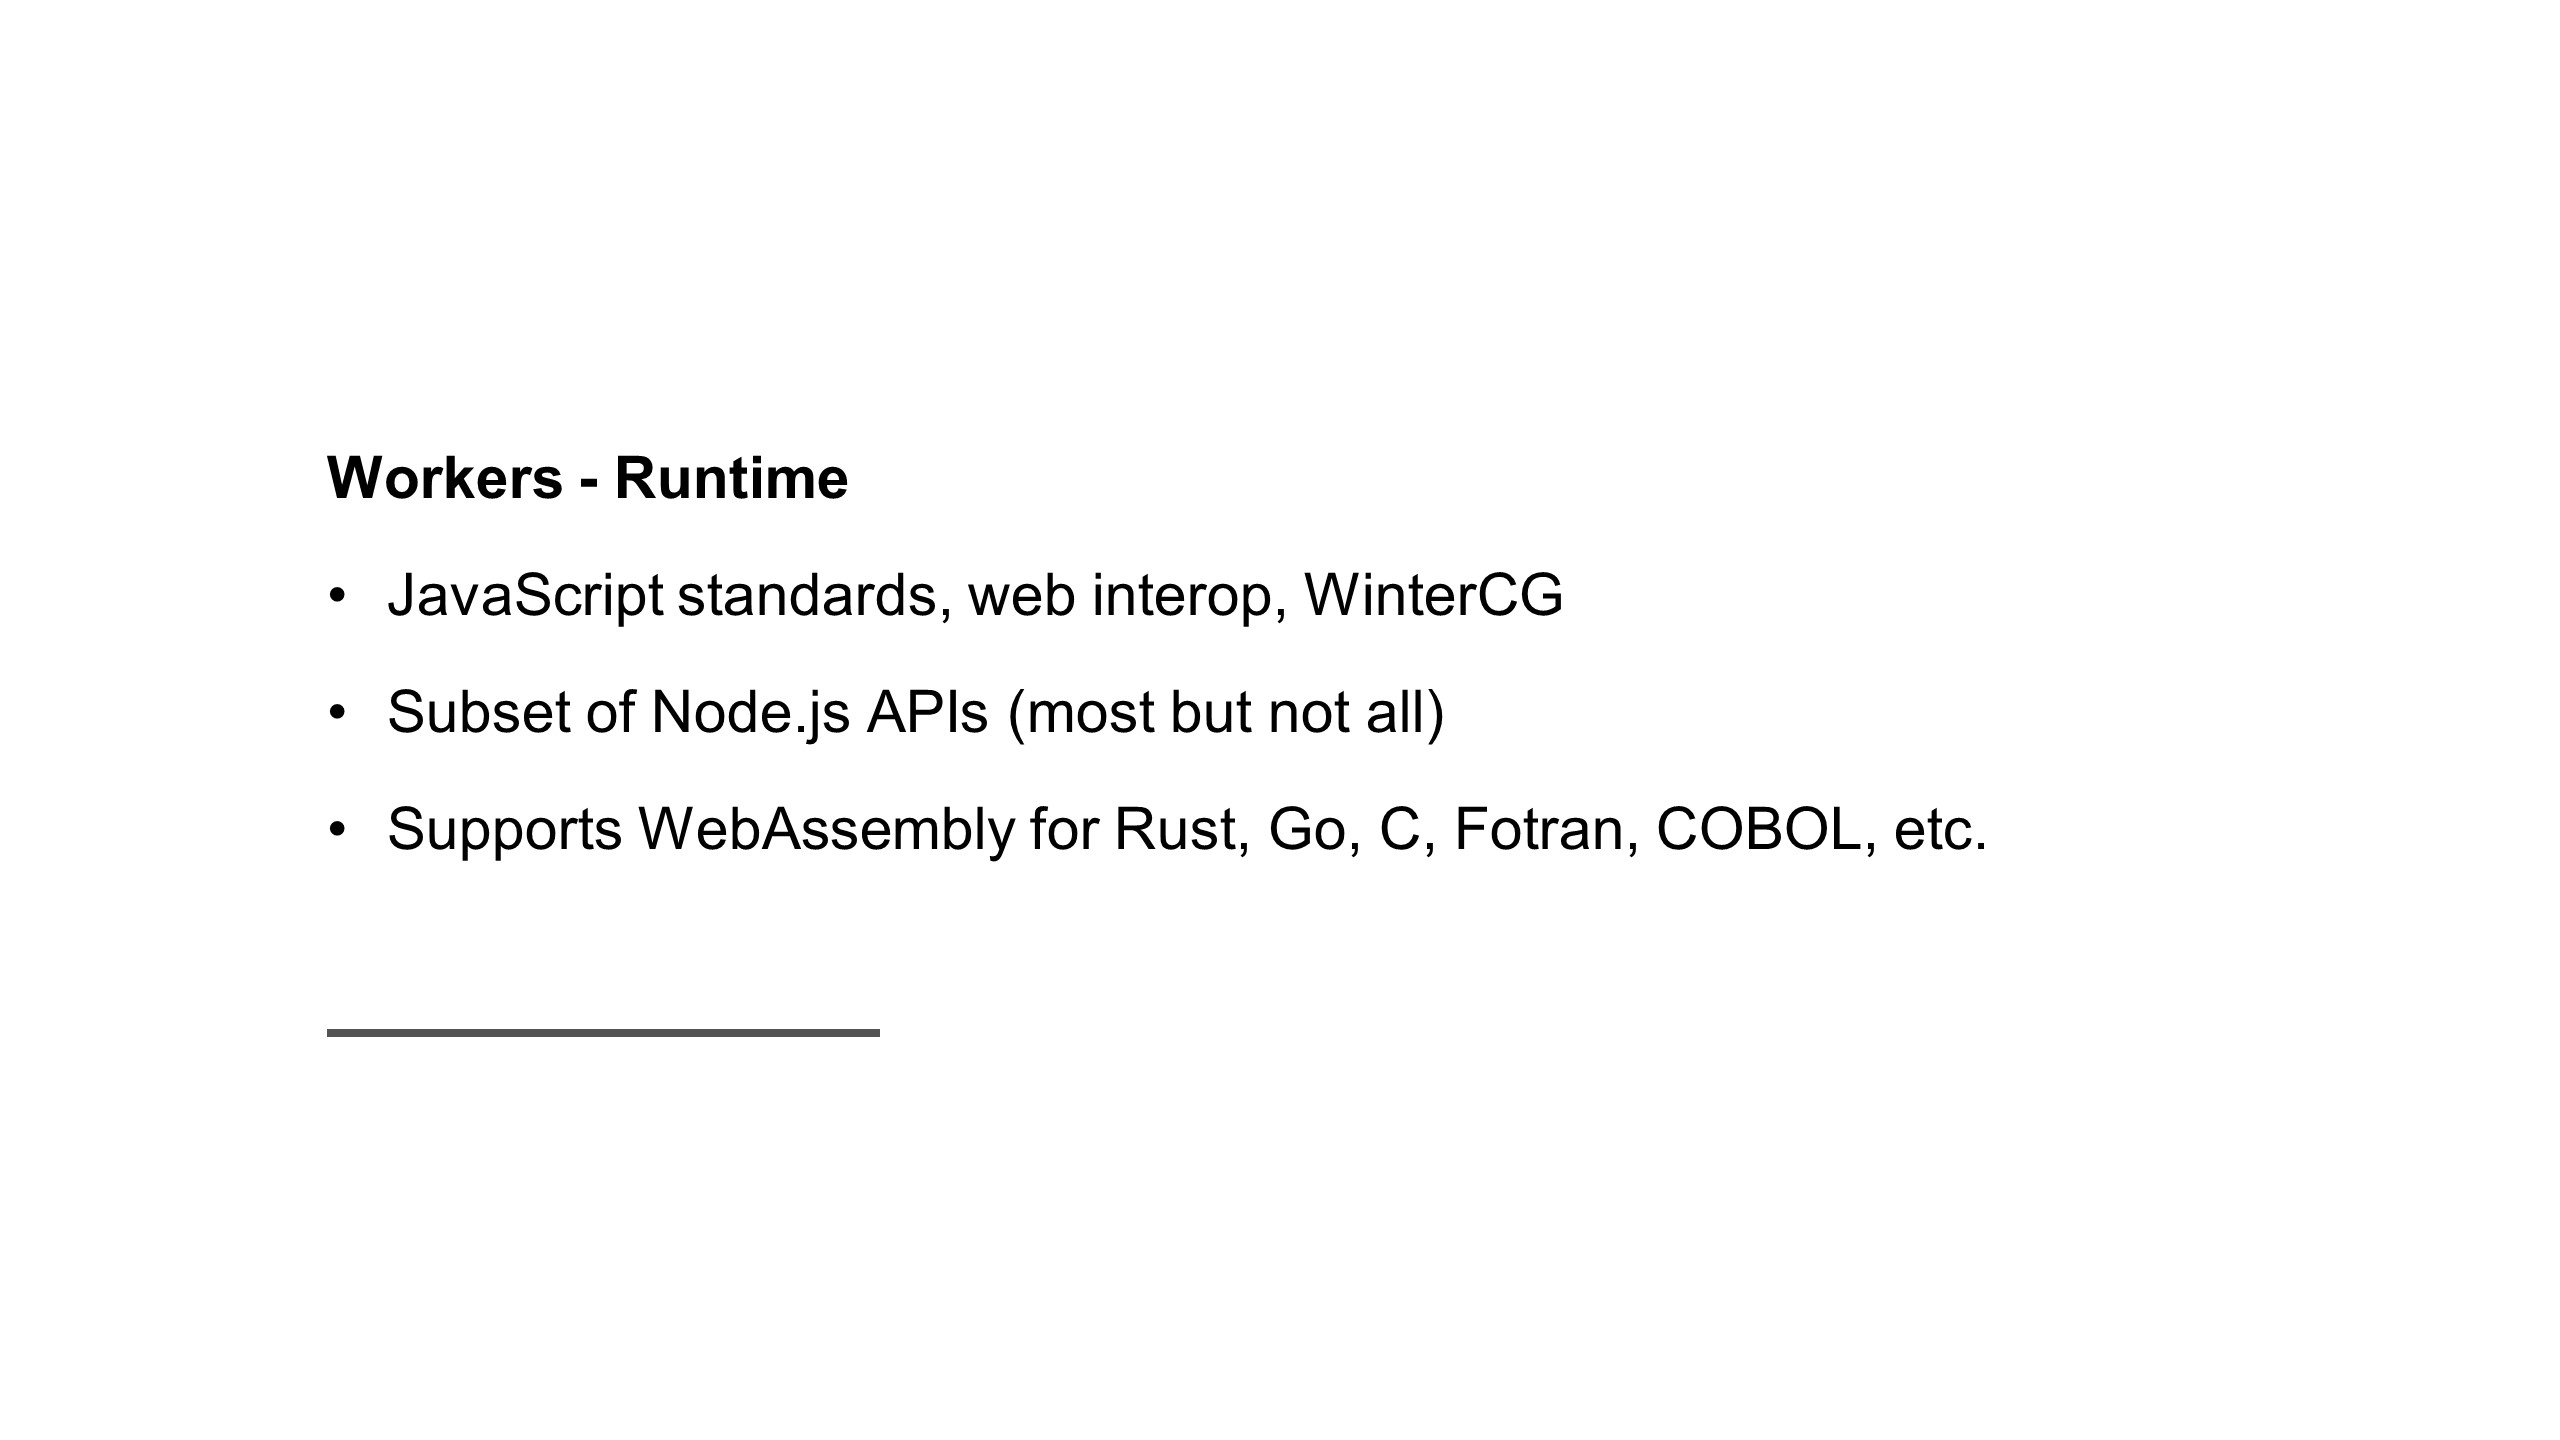 Workers - Runtime
• JavaScript standards, web interop, WinterCG
• Subset of Node.js APIs (most but not all)
• Supports WebAssembly for Rust, Go, C, Fotran, COBOL, etc.